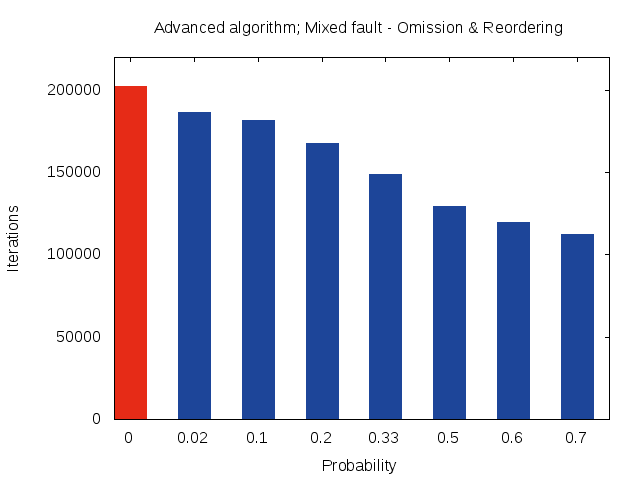 Advanced algorithm; Mixed fault - Omission & Reordering
200000
150000
100000
50000
0
Iterations
0 0.02 0.1 0.2 0.33 0.5 0.6 0.7
Probability